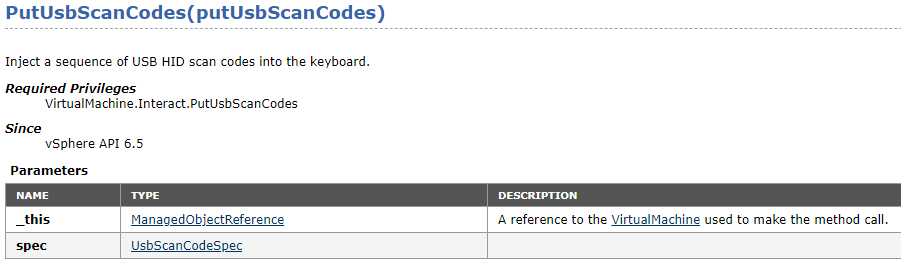 PutUsbScanCodes(putUsbScanCodes)
Inject a sequence of USB HID scan codes into the keyboard.
Required Privileges
VirtualMachine.Interact.PutUsbScanCodes
Since
vSphere API 6.5
Parameters
NAME TYPE DESCRIPTION
_this ManagedObjectReference A reference to the VirtualMachine used to make the method call.
spec UsbScanCodeSpec